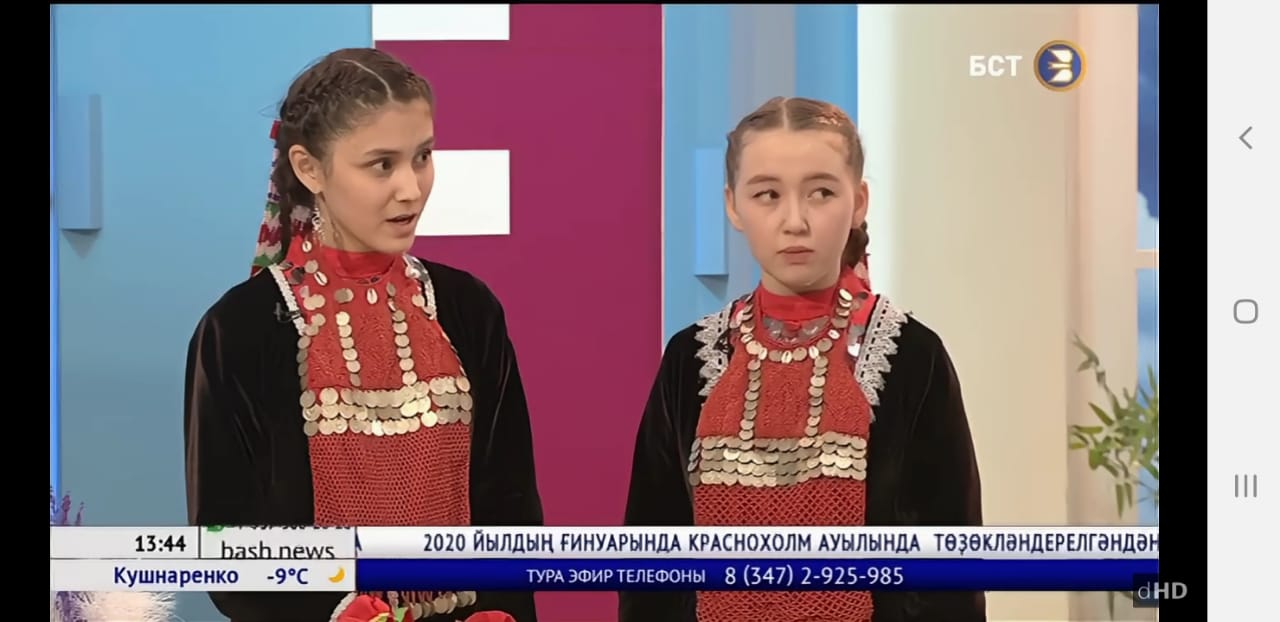 БСТ
13:44
bash.news
2020 ЙЫЛДЫҢ ҒИНУАРЫНДА КРАСНОХОЛМ АУЫЛЫНДА ТӨҘӨКЛӘНДЕРЕЛГӘНДӘН
Кушнаренко -9°C
ТУРА ЭФИР ТЕЛЕФОНЫ 8 (347) 2-925-985
dHD